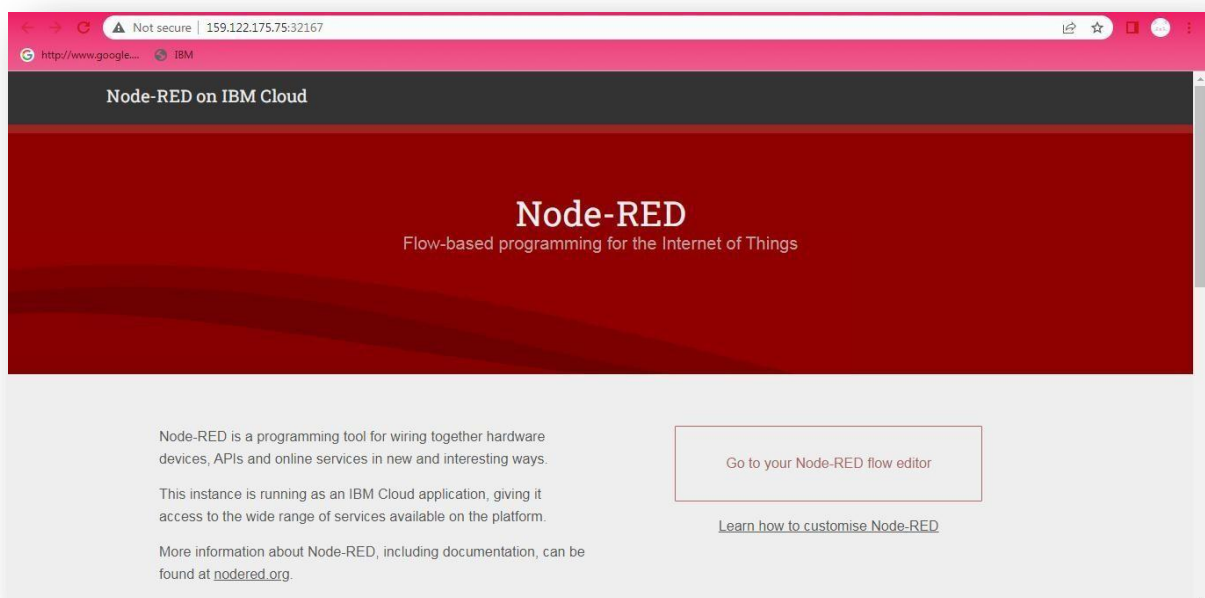 Not secure | 159.122.175.75:32167
http://www.google.... IBM
Node-RED on IBM Cloud
Node-RED
Flow-based programming for the Internet of Things
Node-RED is a programming tool for wiring together hardware
devices, APIs and online services in new and interesting ways.
This instance is running as an IBM Cloud application, giving it
access to the wide range of services available on the platform.
More information about Node-RED, including documentation, can be
found at nodered.org.
Go to your Node-RED flow editor
Learn how to customise Node-RED